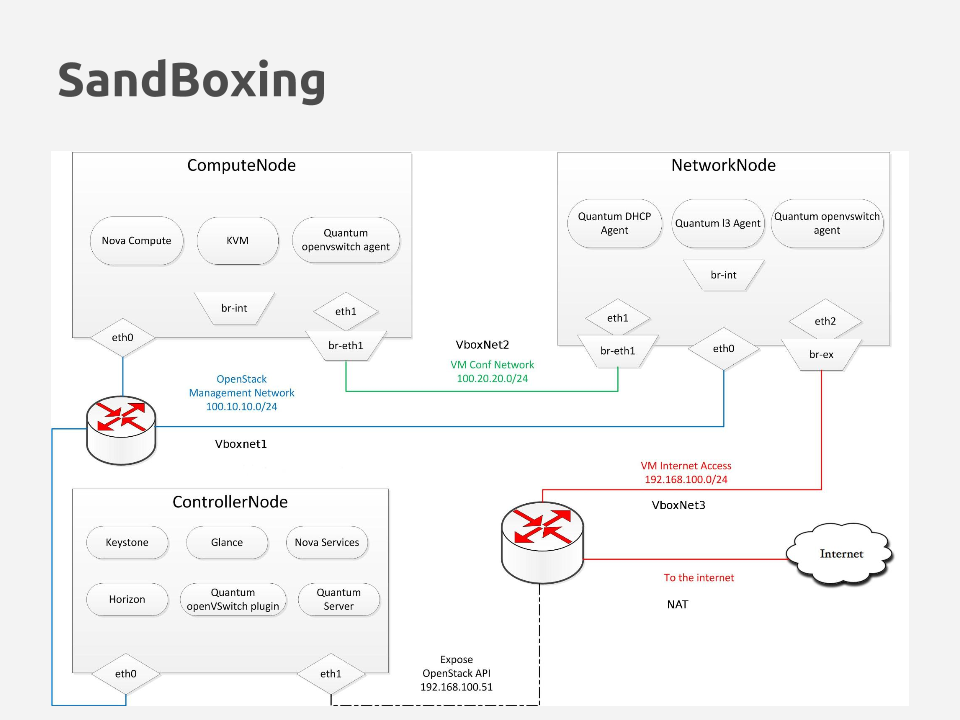 SandBoxing
ComputeNode
Nova Compute
KVM
Quantum
openvswitch agent
br-int
eth1
br-eth1
eth0
NetworkNode
Quantum DHCP
Agent
Quantum l3 Agent
Quantum openvswitch
agent
br-int
eth1
br-eth1
eth0
eth2
br-ex
VboxNet2
VM Conf Network
100.20.20.0/24
OpenStack
Management Network
100.10.10.0/24
Vboxnet1
VM Internet Access
192.168.100.0/24
VboxNet3
Internet
To the internet
NAT
ControllerNode
Keystone
Glance
Nova Services
Horizon
Quantum
openVSwitch plugin
Quantum
Server
eth0
eth1
Expose
OpenStack API
192.168.100.51